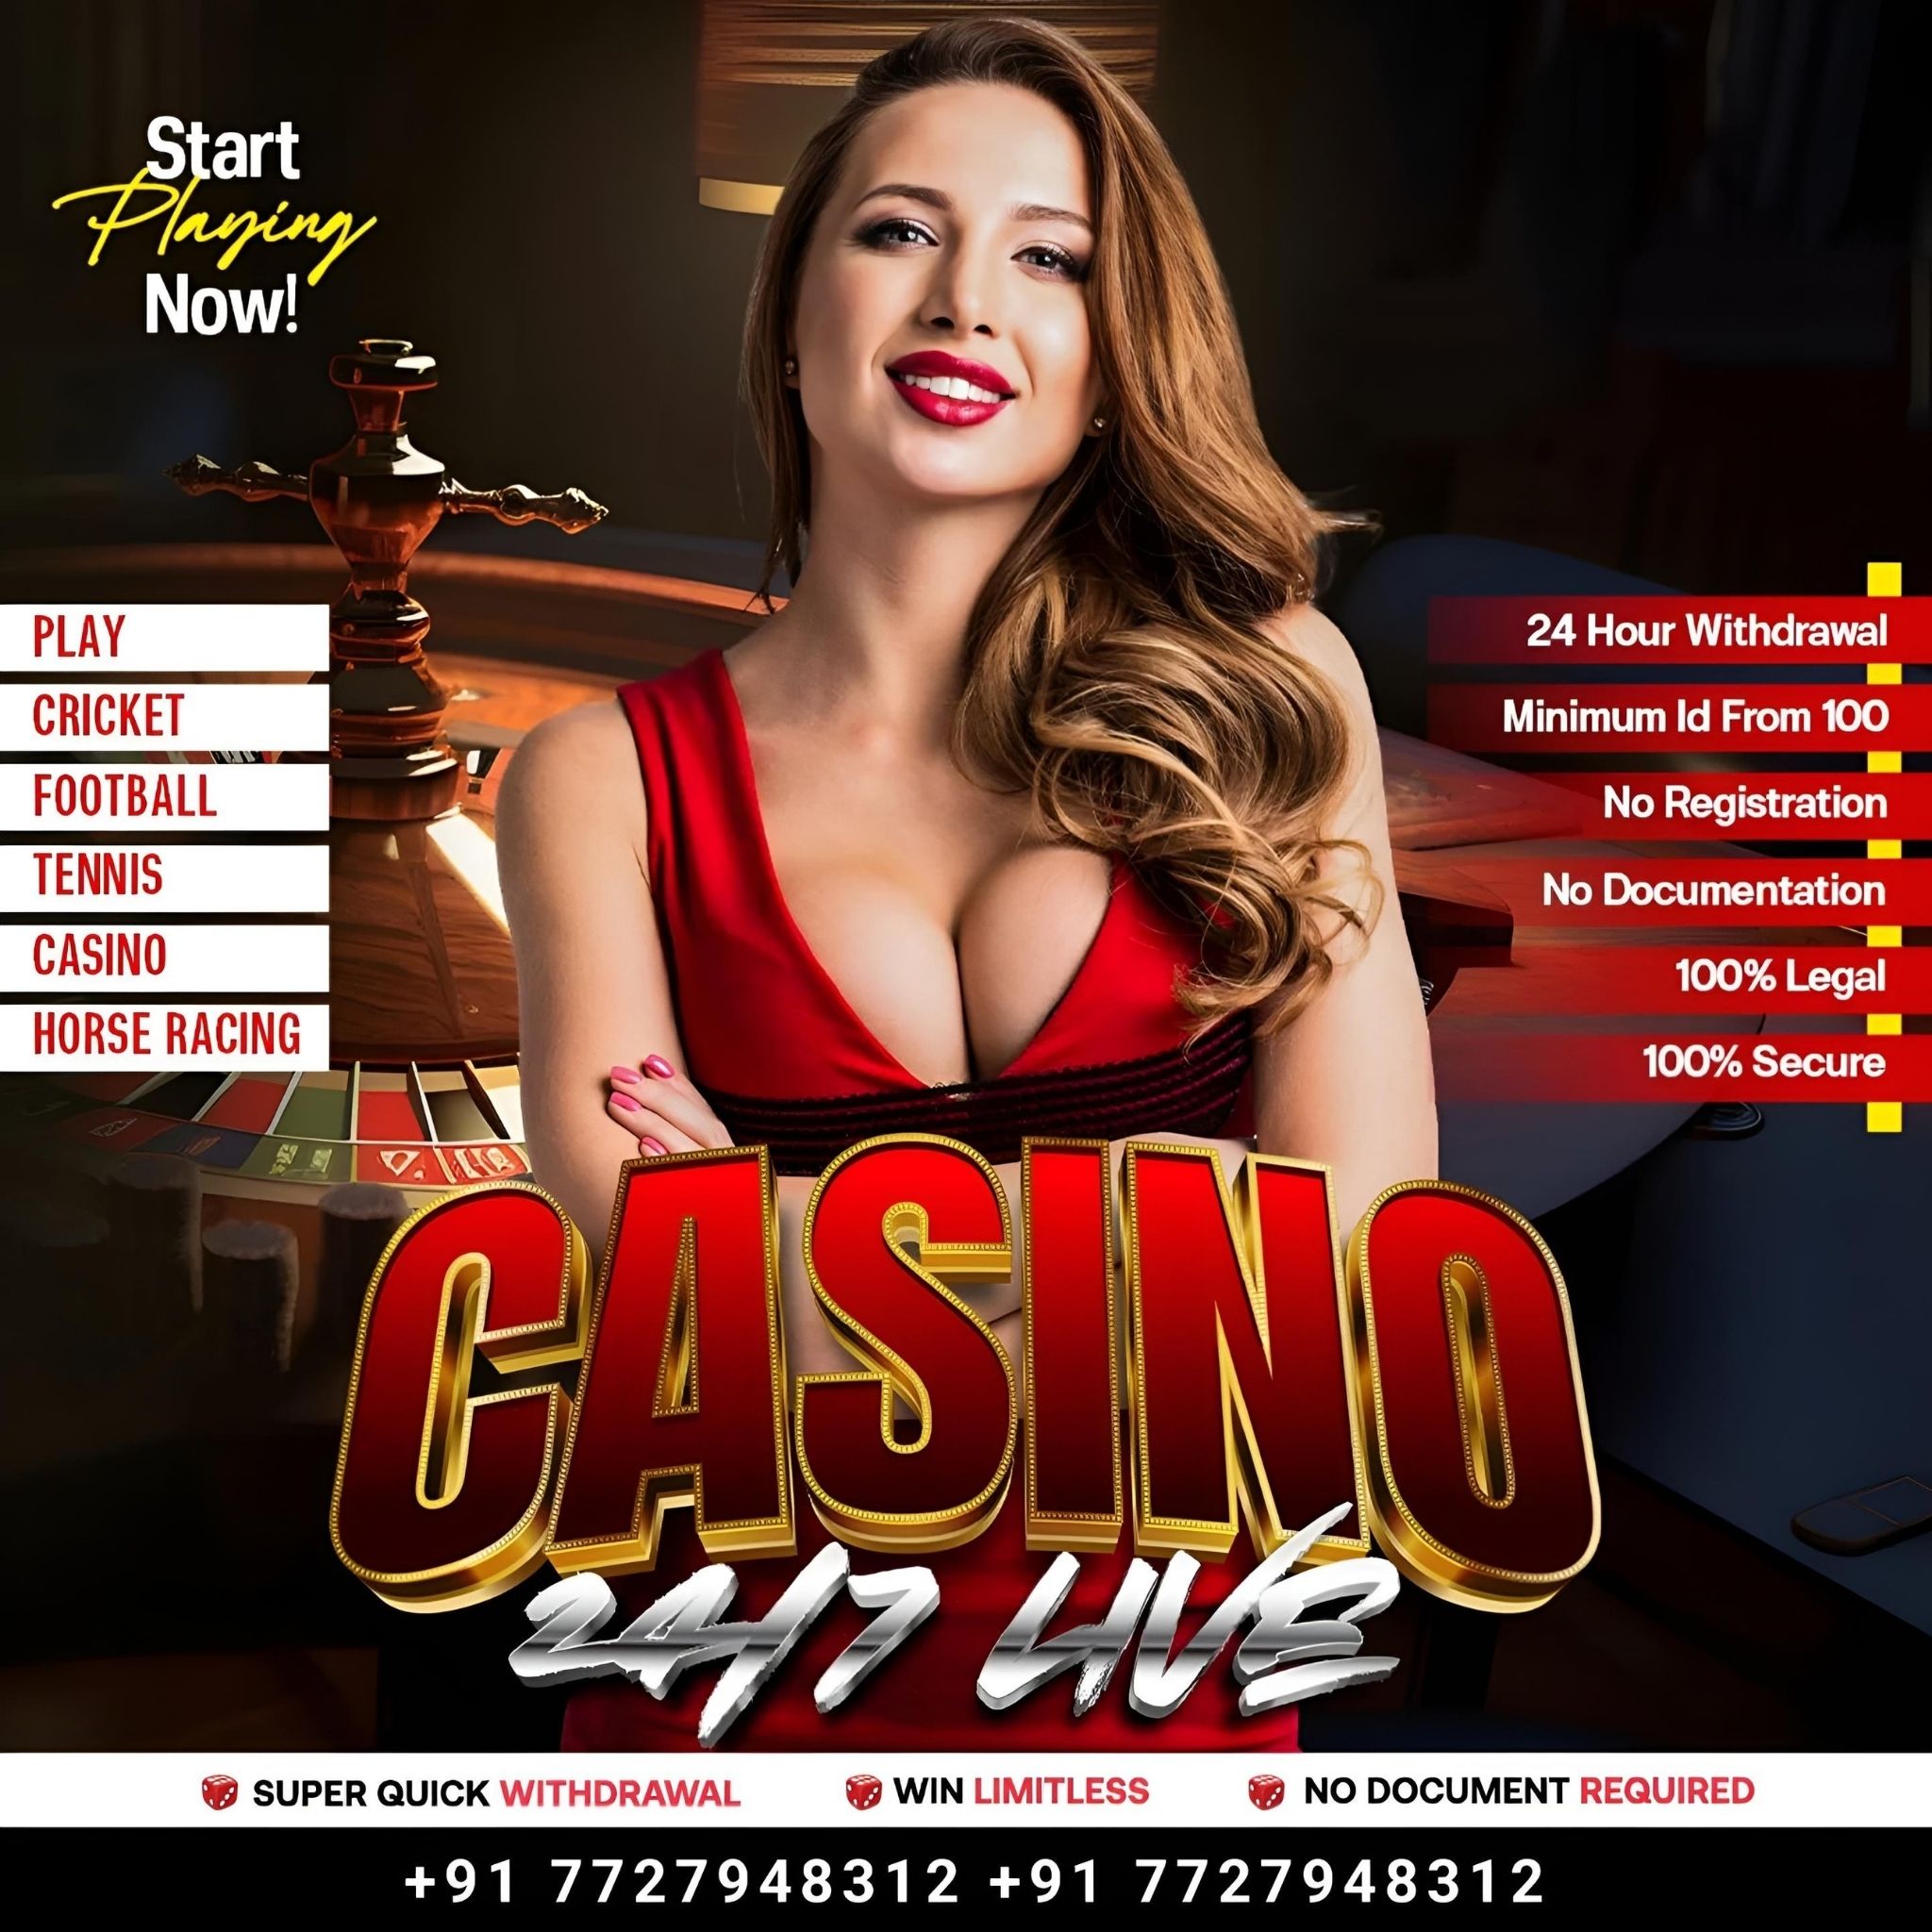 Start
Playing
Now!
PLAY
CRICKET
FOOTBALL
TENNIS
CASINO
HORSE RACING
24 Hour Withdrawal
Minimum Id From 100
No Registration
No Documentation
100% Legal
100% Secure
CASINO
24/7 LIVE
SUPER QUICK WITHDRAWAL
WIN LIMITLESS
NO DOCUMENT REQUIRED
+91 7727948312 +91 7727948312